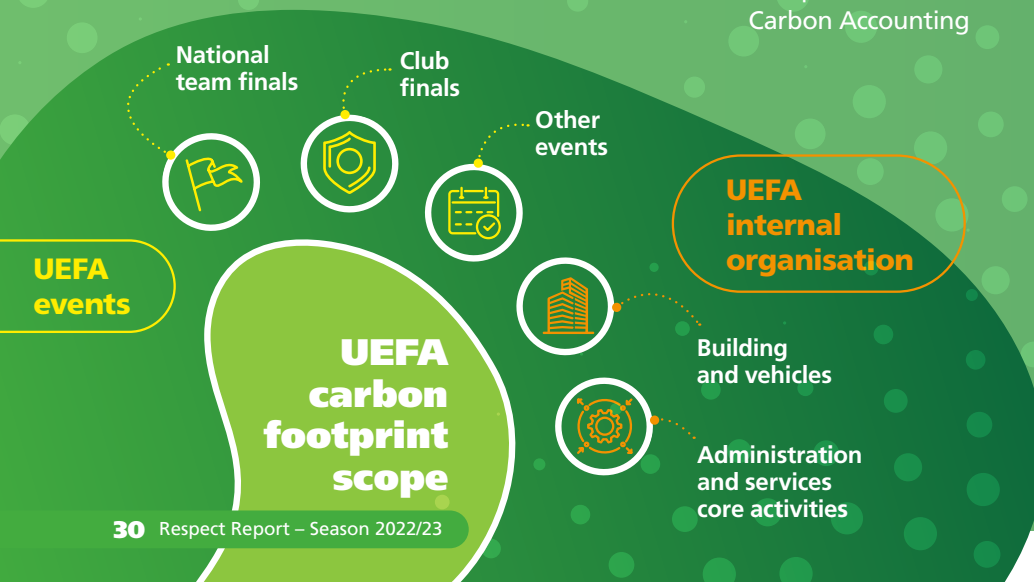 Carbon Accounting
National
team finals
Club
finals
Other
events
UEFA
internal
organisation
UEFA
events
UEFA
carbon
footprint
scope
Building
and vehicles
Administration
and services
core activities
30 Respect Report – Season 2022/23